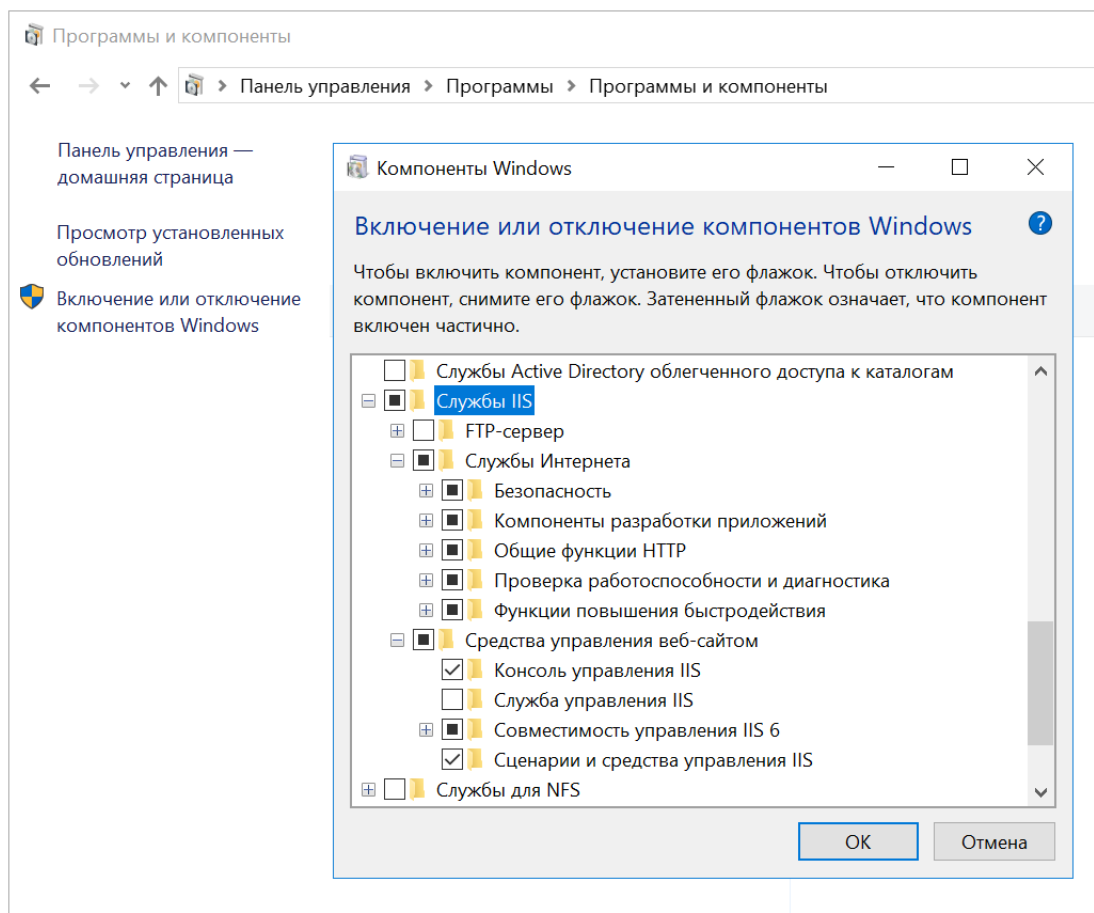 Программы и компоненты
Панель управления > Программы > Программы и компоненты
Панель управления —
домашняя страница
Просмотр установленных
обновлений
Включение или отключение
компонентов Windows
Компоненты Windows
Включение или отключение компонентов Windows
?
Чтобы включить компонент, установите его флажок. Чтобы отключить
компонент, снимите его флажок. Затененный флажок означает, что компонент
включен частично.
Службы Active Directory облегченного доступа к каталогам
Службы IIS
FTP-сервер
Службы Интернета
Безопасность
Компоненты разработки приложений
Общие функции HTTP
Проверка работоспособности и диагностика
Функции повышения быстродействия
Средства управления веб-сайтом
Консоль управления IIS
Служба управления IIS
Совместимость управления IIS 6
Сценарии и средства управления IIS
Службы для NFS
ОК
Отмена